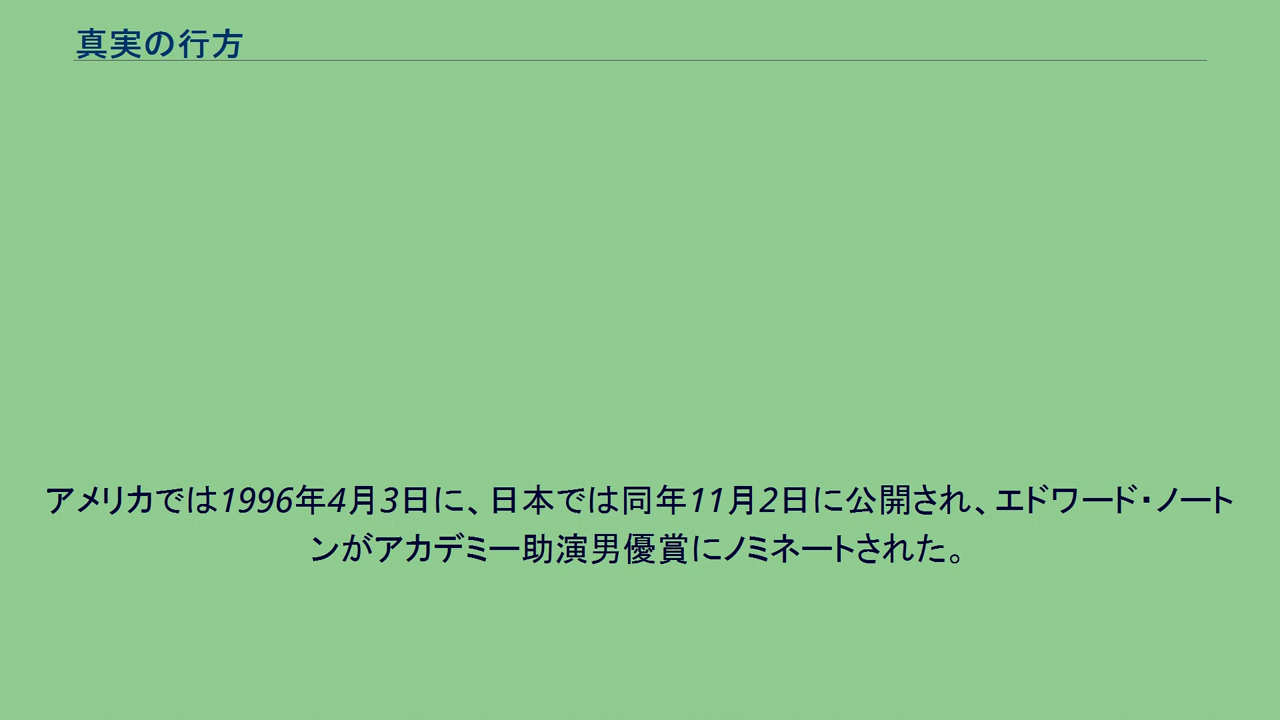 真実の行方
アメリカでは1996年4月3日に、日本では同年11月2日に公開され、エドワード・ノート
ンがアカデミー助演男優賞にノミネートされた。